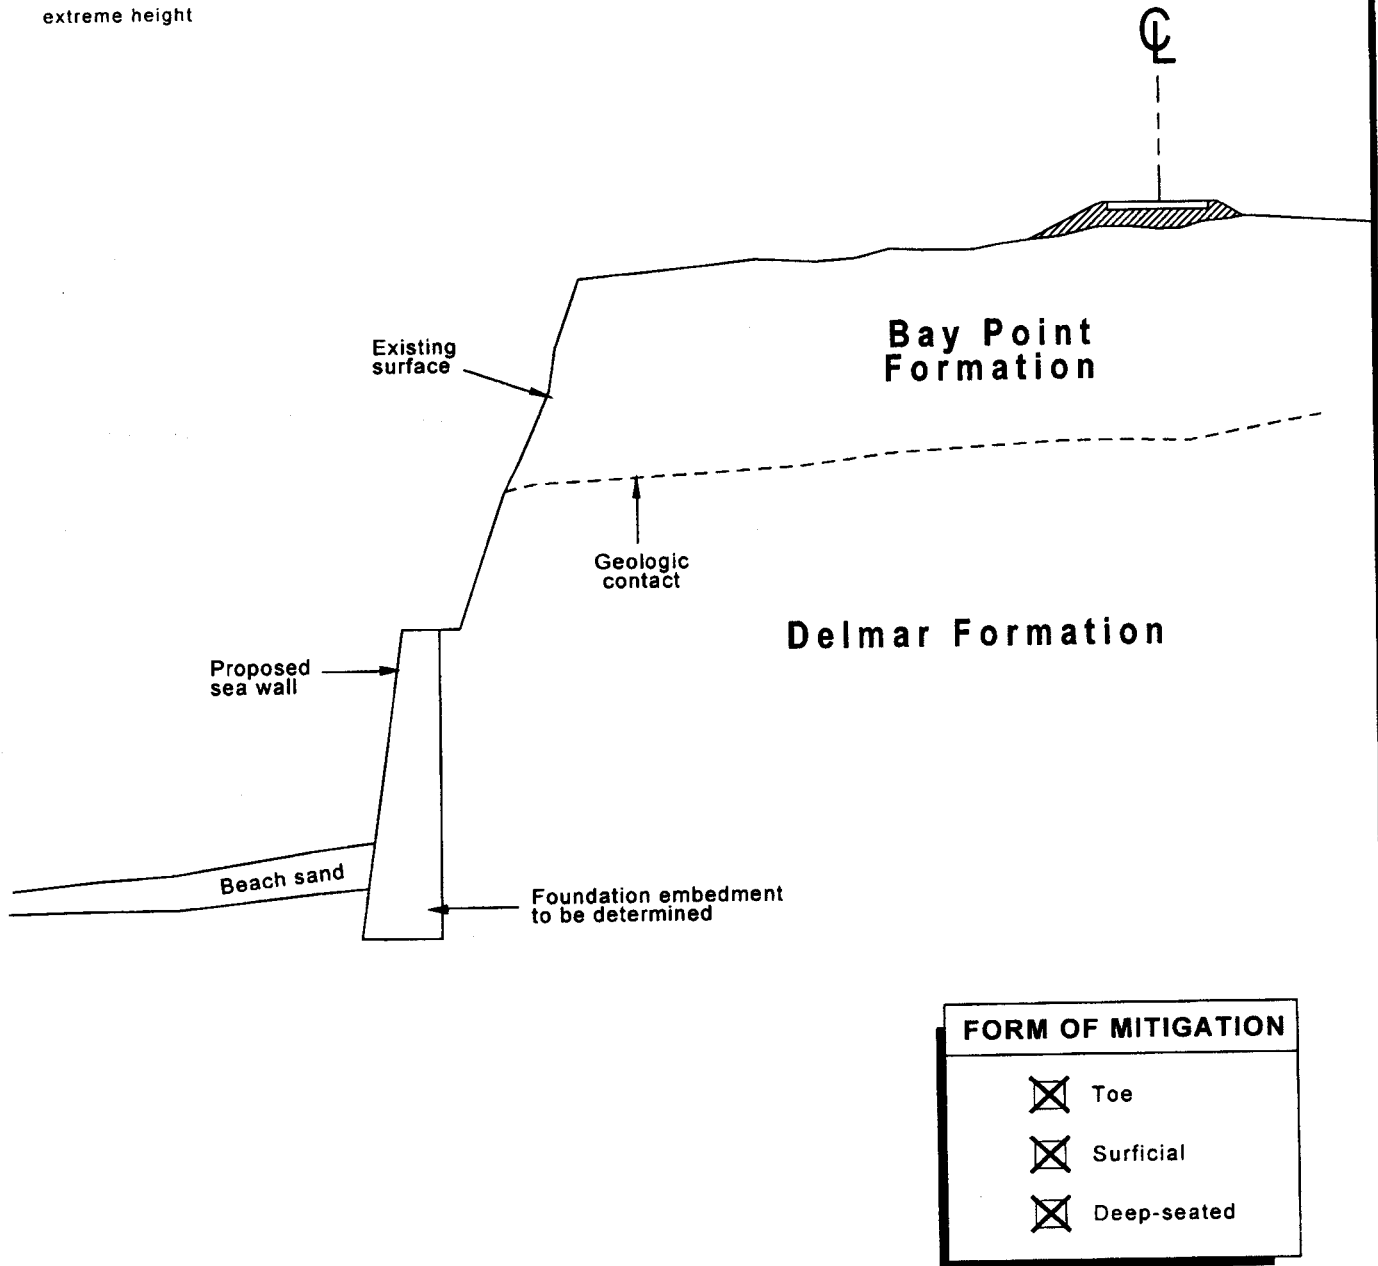 extreme height
℄
Existing
surface
Bay Point
Formation
Geologic
contact
Delmar Formation
Proposed
sea wall
Beach sand
Foundation embedment
to be determined
FORM OF MITIGATION
Toe
Surficial
Deep-seated